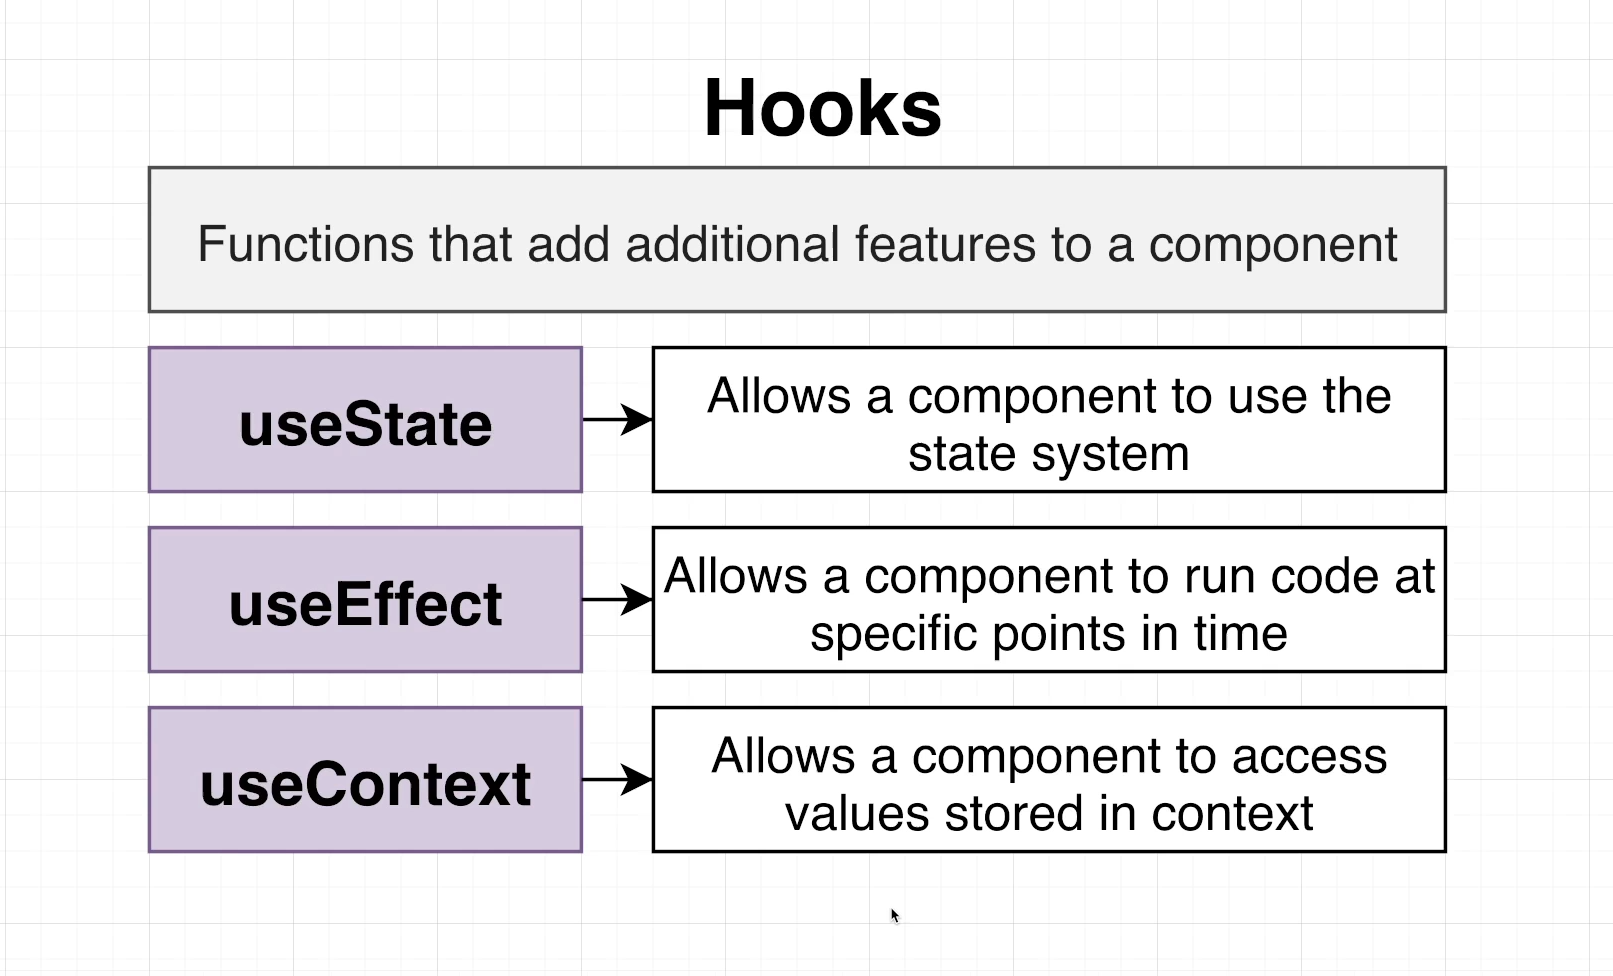 Hooks
Functions that add additional features to a component
useState
Allows a component to use the
state system
useEffect
Allows a component to run code at
specific points in time
useContext
Allows a component to access
values stored in context